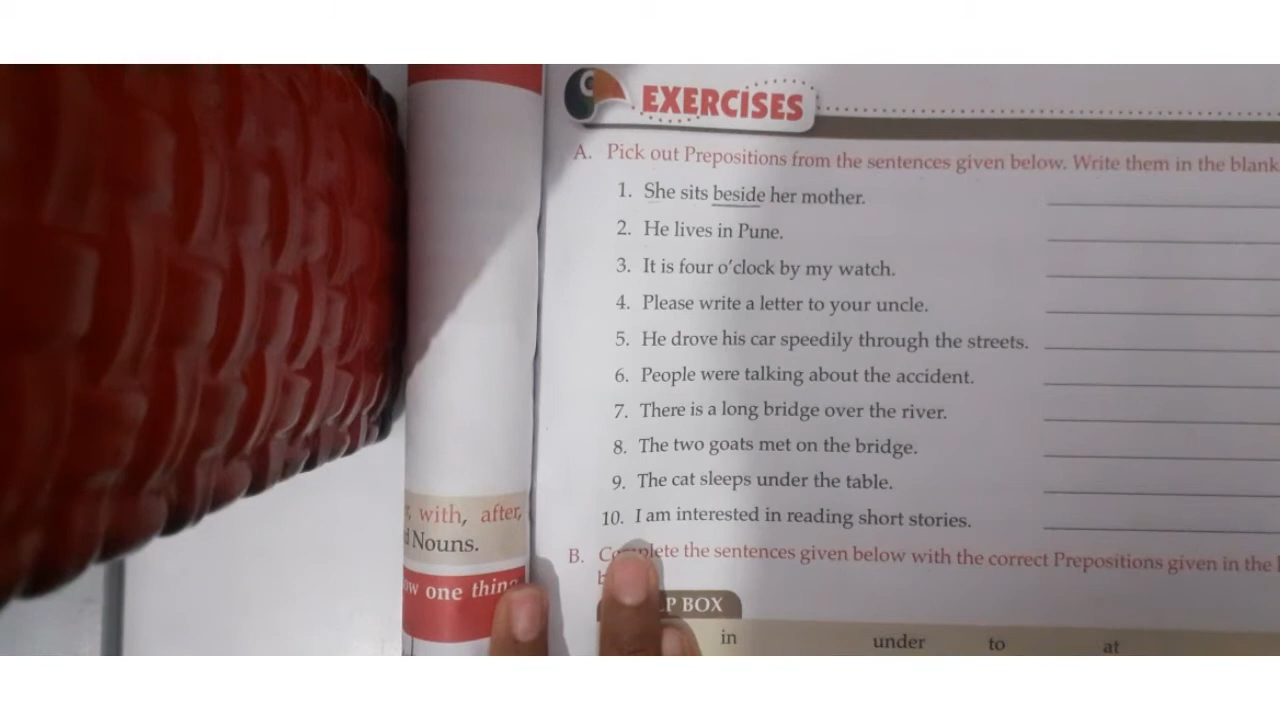 EXERCISES
A. Pick out Prepositions from the sentences given below. Write them in the blank
1. She sits beside her mother.
2. He lives in Pune.
3. It is four o'clock by my watch.
4. Please write a letter to your uncle.
5. He drove his car speedily through the streets.
6. People were talking about the accident.
7. There is a long bridge over the river.
8. The two goats met on the bridge.
9. The cat sleeps under the table.
10. I am interested in reading short stories.
B. Complete the sentences given below with the correct Prepositions given in the
P BOX
in under to at
with, after,
Nouns.
one thing